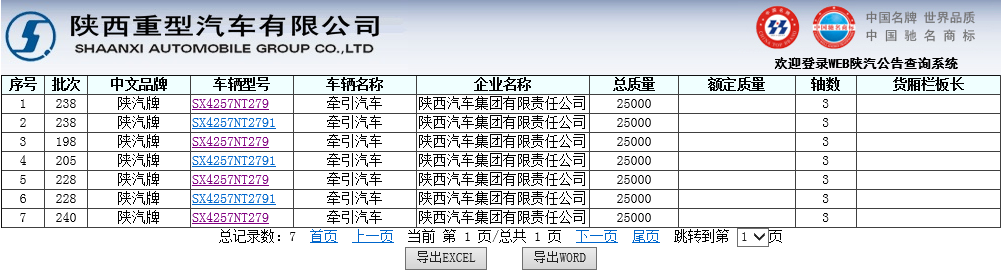 陕西重型汽车有限公司
SHAANXI AUTOMOBILE GROUP CO.,LTD
中国名牌 世界品质
中国驰名商标
欢迎登录WEB陕汽公告查询系统
序号 批次 中文品牌 车辆型号 车辆名称 企业名称 总质量 额定质量 轴数 货厢栏板长
1 238 陕汽牌 SX4257NT279 牵引汽车 陕西汽车集团有限责任公司 25000 3
2 238 陕汽牌 SX4257NT2791 牵引汽车 陕西汽车集团有限责任公司 25000 3
3 198 陕汽牌 SX4257NT279 牵引汽车 陕西汽车集团有限责任公司 25000 3
4 205 陕汽牌 SX4257NT2791 牵引汽车 陕西汽车集团有限责任公司 25000 3
5 228 陕汽牌 SX4257NT279 牵引汽车 陕西汽车集团有限责任公司 25000 3
6 228 陕汽牌 SX4257NT2791 牵引汽车 陕西汽车集团有限责任公司 25000 3
7 240 陕汽牌 SX4257NT279 牵引汽车 陕西汽车集团有限责任公司 25000 3
总记录数：7 首页 上一页 当前 第 1 页/总共 1 页 下一页 尾页 跳转到第 1 页
导出EXCEL 导出WORD